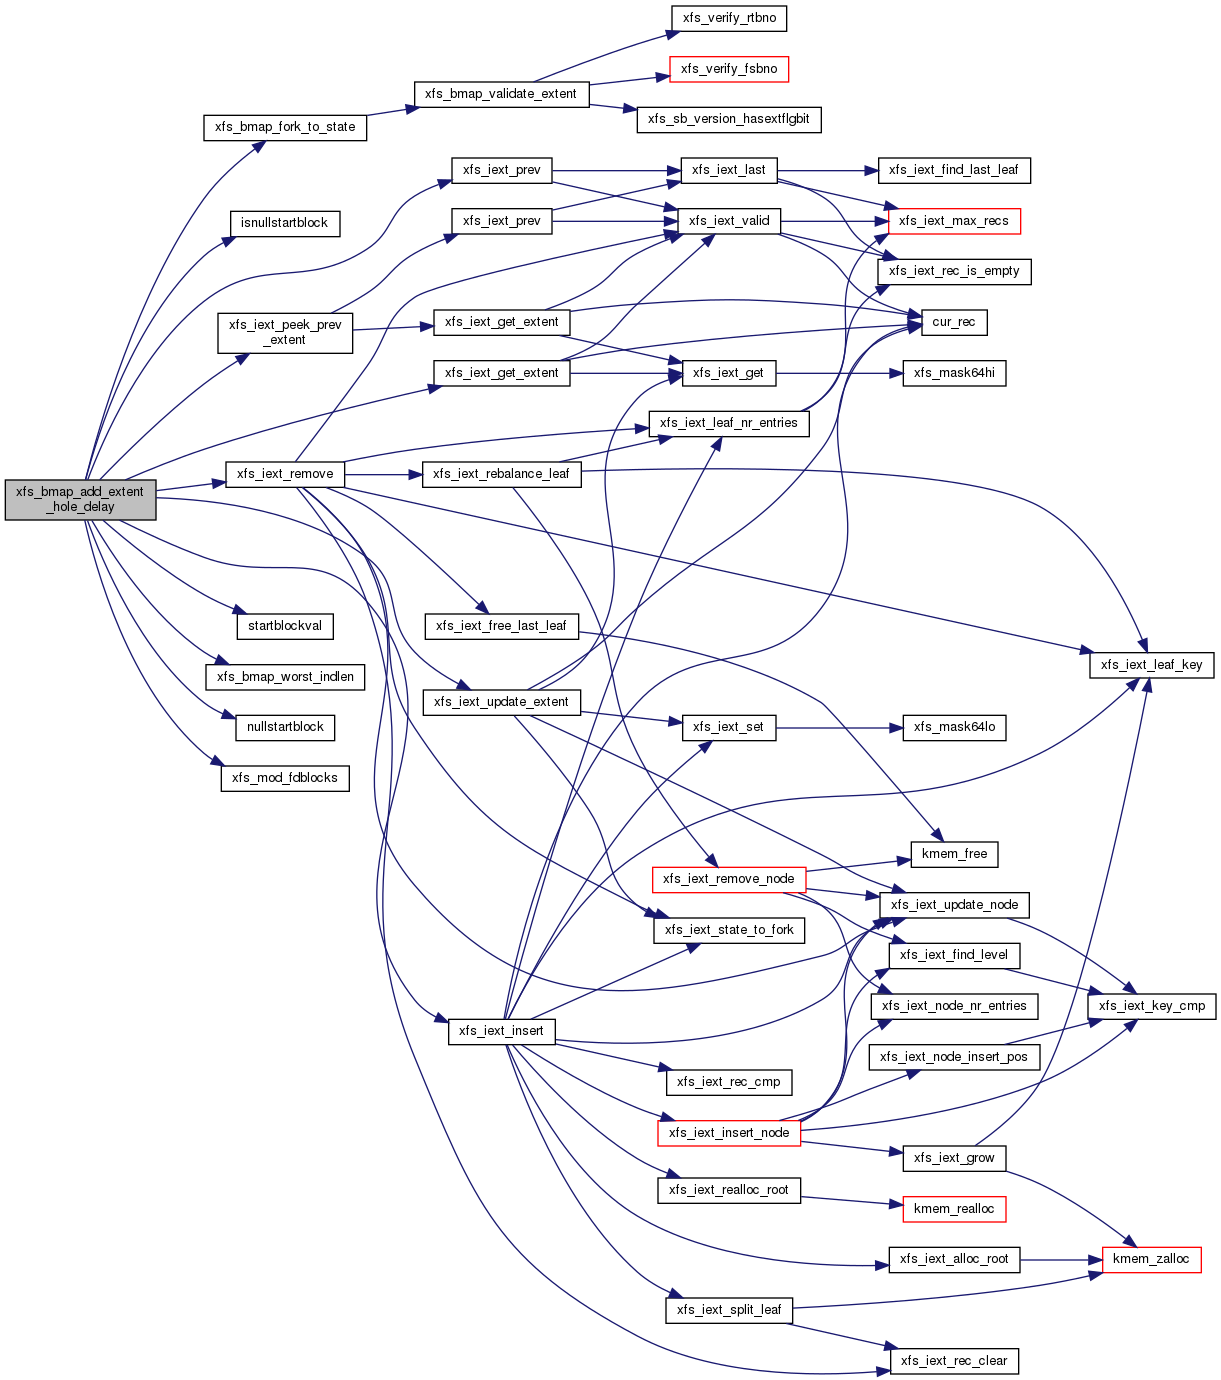 xfs_verify_rtbno
xfs_verify_fsbno
xfs_bmap_validate_extent
xfs_sb_version_hasextflgbit
xfs_bmap_fork_to_state
xfs_iext_prev
xfs_iext_last
xfs_iext_find_last_leaf
isnullstartblock
xfs_iext_prev
xfs_iext_valid
xfs_iext_max_recs
xfs_iext_rec_is_empty
xfs_iext_peek_prev
_extent
xfs_iext_get_extent
cur_rec
xfs_iext_get_extent
xfs_iext_get
xfs_mask64hi
xfs_iext_leaf_nr_entries
xfs_iext_remove
xfs_iext_rebalance_leaf
xfs_bmap_add_extent
_hole_delay
startblockval
xfs_iext_free_last_leaf
xfs_iext_leaf_key
xfs_bmap_worst_indlen
xfs_iext_update_extent
nullstartblock
xfs_iext_set
xfs_mask64lo
xfs_mod_fdblocks
kmem_free
xfs_iext_remove_node
xfs_iext_update_node
xfs_iext_state_to_fork
xfs_iext_find_level
xfs_iext_node_nr_entries
xfs_iext_key_cmp
xfs_iext_insert
xfs_iext_node_insert_pos
xfs_iext_rec_cmp
xfs_iext_insert_node
xfs_iext_grow
xfs_iext_realloc_root
kmem_realloc
xfs_iext_alloc_root
kmem_zalloc
xfs_iext_split_leaf
xfs_iext_rec_clear